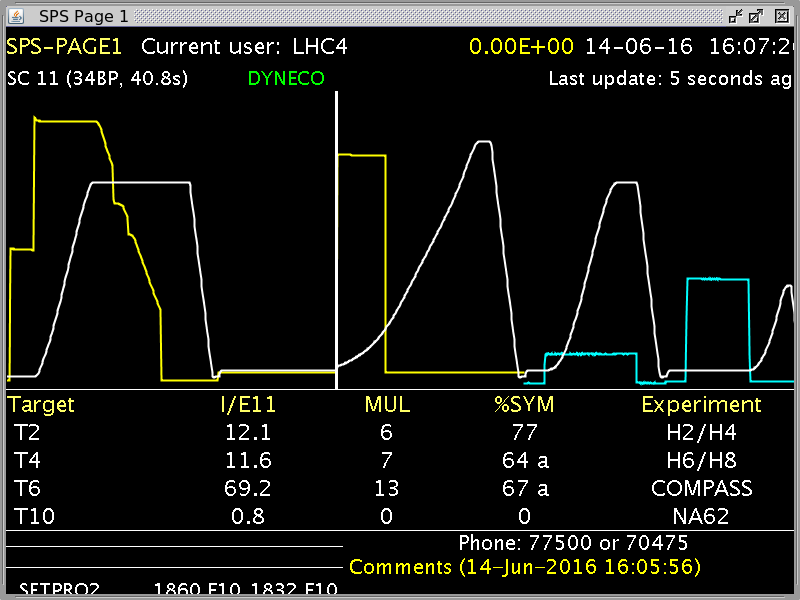 SPS Page 1
SPS-PAGE1 Current user: LHC4 0.00E+00 14-06-16 16:07:2
SC 11 (34BP, 40.8s) DYNECO Last update: 5 seconds ag
Target I/E11 MUL %SYM Experiment
T2 12.1 6 77 H2/H4
T4 11.6 7 64 a H6/H8
T6 69.2 13 67 a COMPASS
T10 0.8 0 0 NA62
Phone: 77500 or 70475
Comments (14-Jun-2016 16:05:56)
SFTPRO2 1860 E10 1832 E10